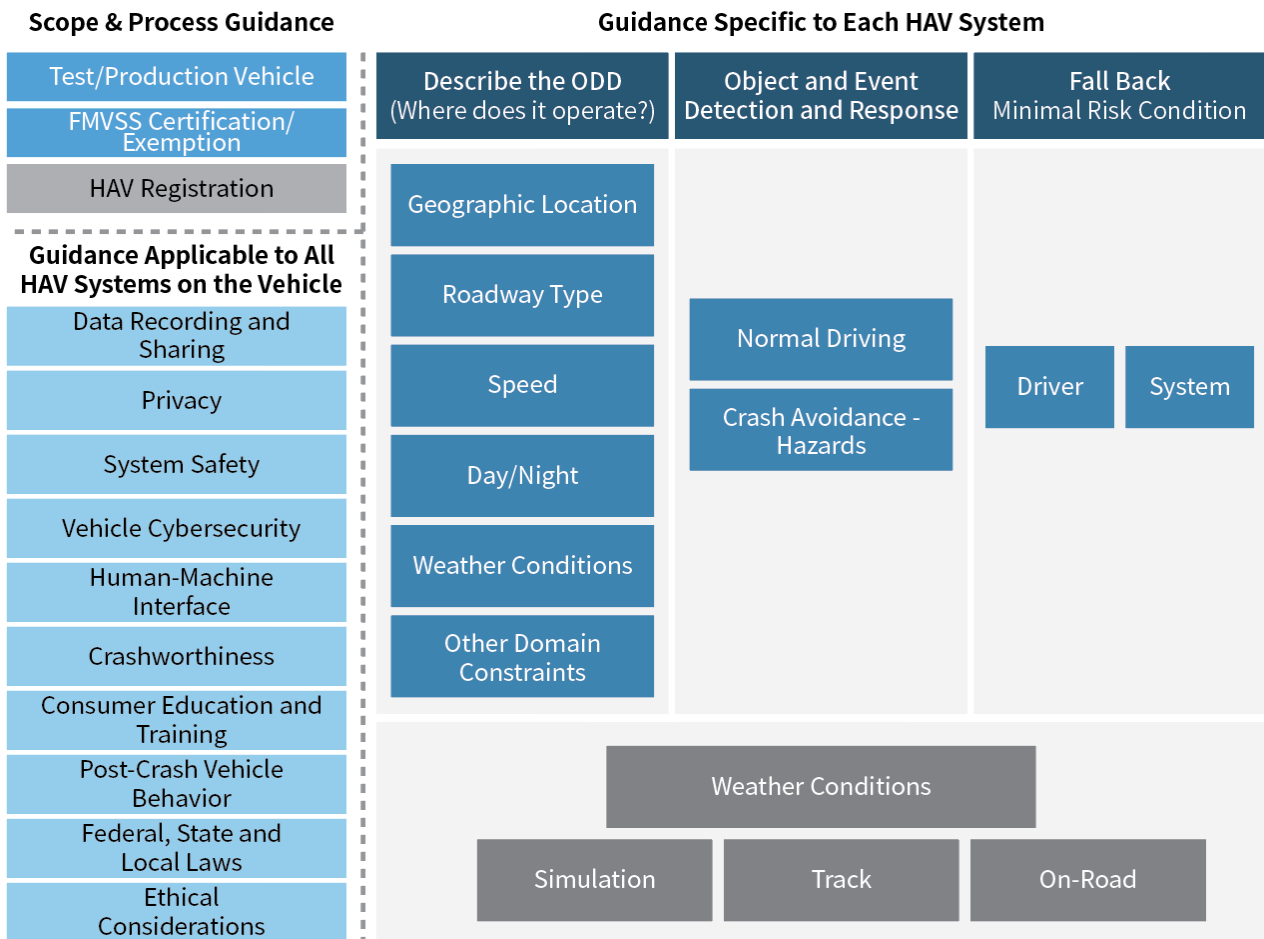 Scope & Process Guidance
Test/Production Vehicle
FMVSS Certification/
Exemption
HAV Registration
Guidance Applicable to All
HAV Systems on the Vehicle
Data Recording and
Sharing
Privacy
System Safety
Vehicle Cybersecurity
Human-Machine
Interface
Crashworthiness
Consumer Education and
Training
Post-Crash Vehicle
Behavior
Federal, State and
Local Laws
Ethical
Considerations
Guidance Specific to Each HAV System
Describe the ODD
(Where does it operate?)
Geographic Location
Roadway Type
Speed
Day/Night
Weather Conditions
Other Domain
Constraints
Object and Event
Detection and Response
Normal Driving
Crash Avoidance -
Hazards
Fall Back
Minimal Risk Condition
Driver
System
Weather Conditions
Simulation
Track
On-Road